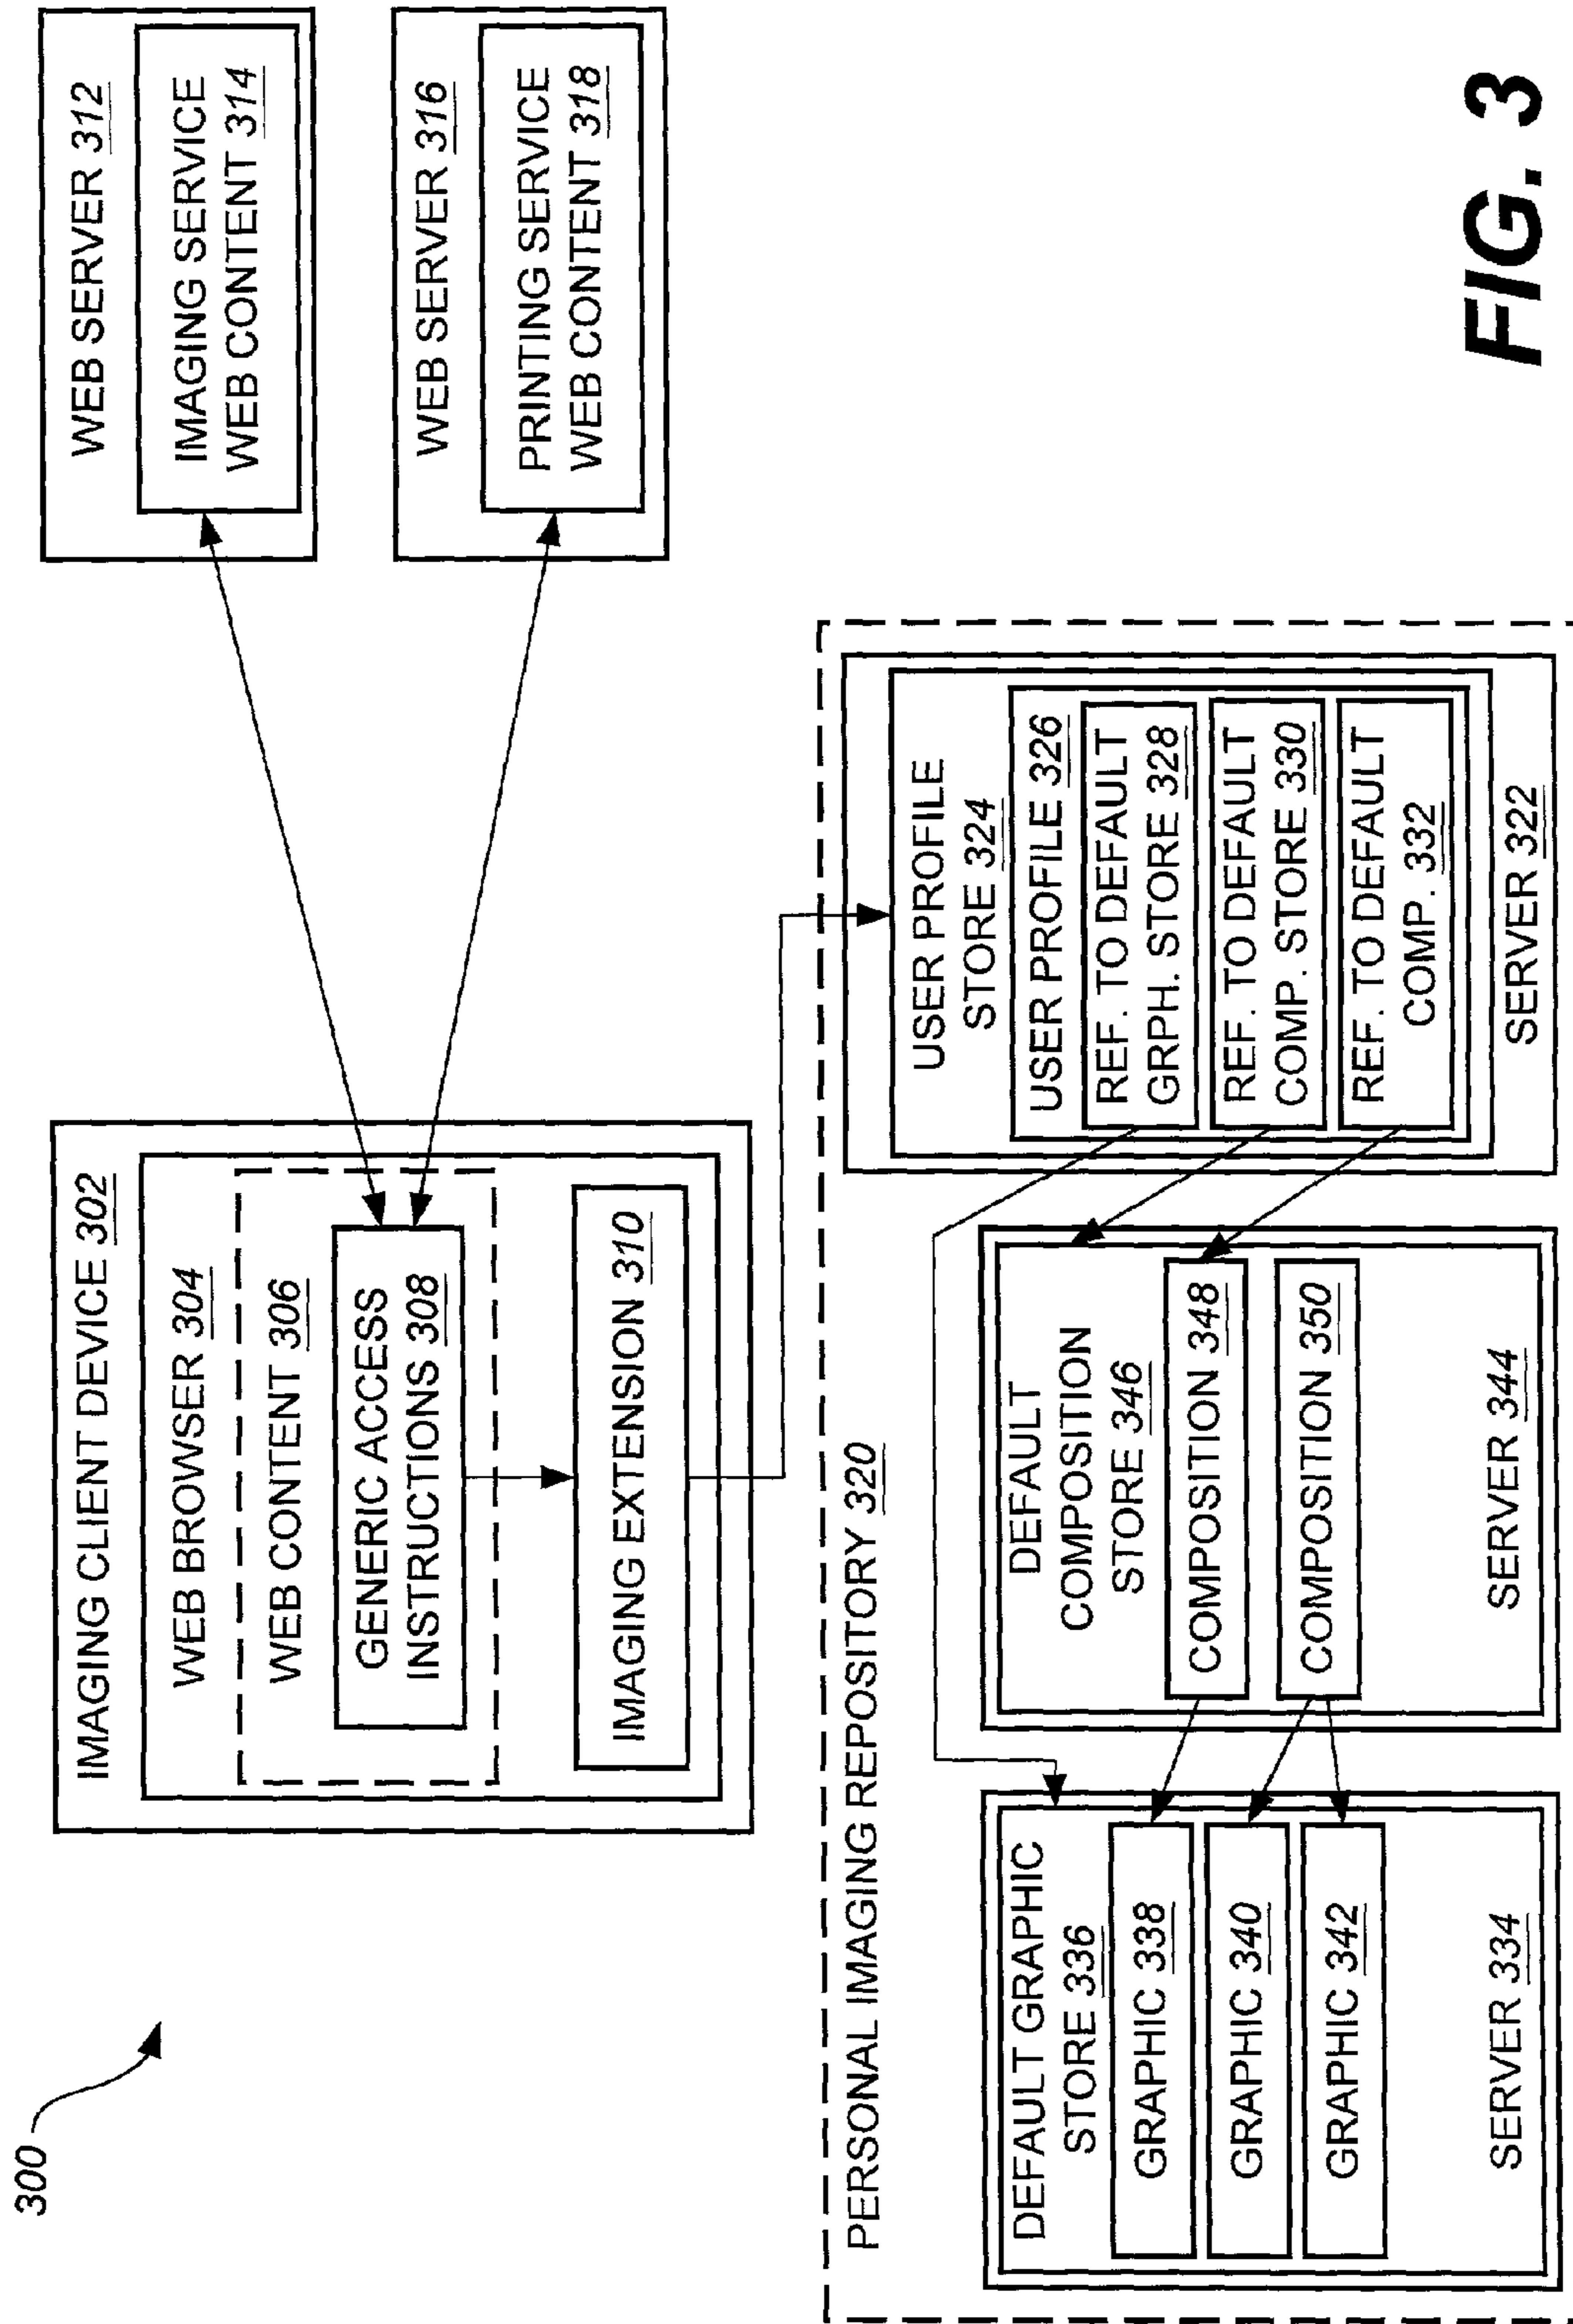 300
IMAGING CLIENT DEVICE 302
WEB BROWSER 304
WEB CONTENT 306
GENERIC ACCESS
INSTRUCTIONS 308
IMAGING EXTENSION 310
WEB SERVER 312
IMAGING SERVICE
WEB CONTENT 314
WEB SERVER 316
PRINTING SERVICE
WEB CONTENT 318
PERSONAL IMAGING REPOSITORY 320
DEFAULT GRAPHIC
STORE 336
GRAPHIC 338
GRAPHIC 340
GRAPHIC 342
SERVER 334
DEFAULT
COMPOSITION
STORE 346
COMPOSITION 348
COMPOSITION 350
SERVER 344
USER PROFILE
STORE 324
USER PROFILE 326
REF. TO DEFAULT
GRPH. STORE 328
REF. TO DEFAULT
COMP. STORE 330
REF. TO DEFAULT
COMP. 332
SERVER 322
FIG. 3